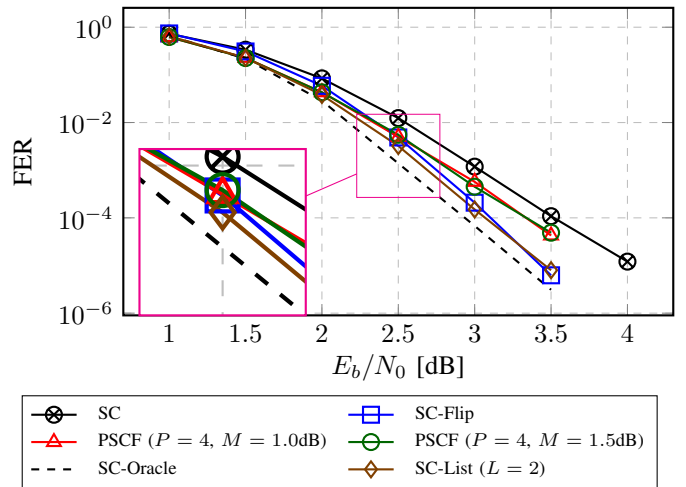 10^0
10^−2
10^−4
10^−6
FER
1 1.5 2 2.5 3 3.5 4
E_b/N_0 [dB]
SC SC-Flip
PSCF (P = 4, M = 1.0dB) PSCF (P = 4, M = 1.5dB)
SC-Oracle SC-List (L = 2)